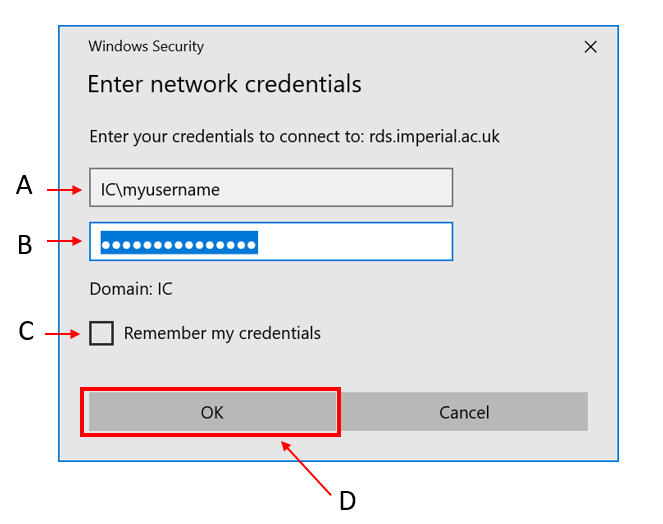 Windows Security
Enter network credentials
Enter your credentials to connect to: rds.imperial.ac.uk
A
IC\myusername
B
●●●●●●●●●●●●●●●
Domain: IC
C
Remember my credentials
OK
Cancel
D